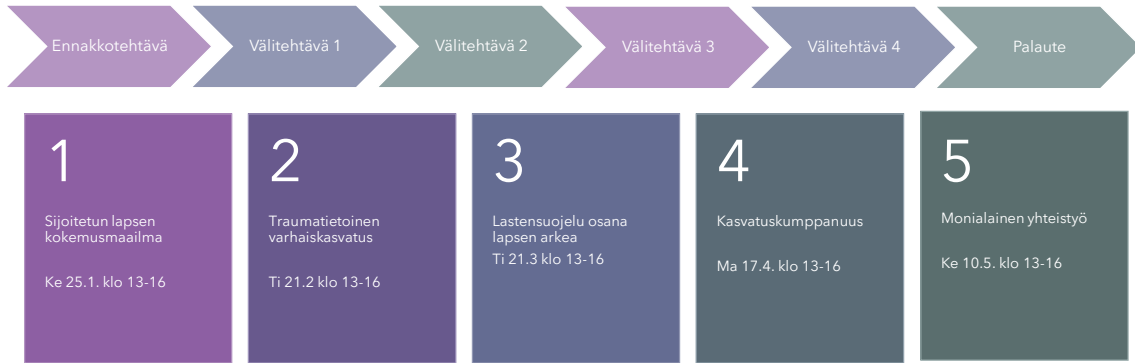 Ennakkotehtävä
Välitehtävä 1
Välitehtävä 2
Välitehtävä 3
Välitehtävä 4
Palaute
1
Sijoitetun lapsen
kokemusmaailma
Ke 25.1. klo 13-16
2
Traumatietoinen
varhaiskasvatus
Ti 21.2 klo 13-16
3
Lastensuojelu osana
lapsen arkea
Ti 21.3 klo 13-16
4
Kasvatuskumppanuus
Ma 17.4. klo 13-16
5
Monialainen yhteistyö
Ke 10.5. klo 13-16